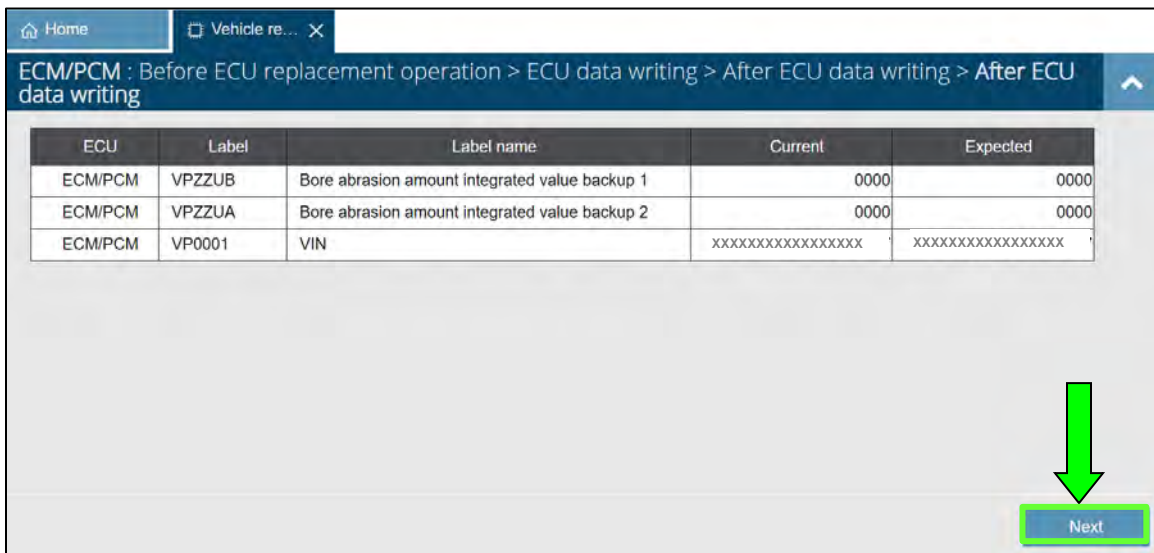 Home
Vehicle re... X
ECM/PCM : Before ECU replacement operation > ECU data writing > After ECU data writing > After ECU
data writing
ECU Label Label name Current Expected
ECM/PCM VPZZUB Bore abrasion amount integrated value backup 1 0000 0000
ECM/PCM VPZZUA Bore abrasion amount integrated value backup 2 0000 0000
ECM/PCM VP0001 VIN XXXXXXXXXXXXXXXXX XXXXXXXXXXXXXXXXX
Next